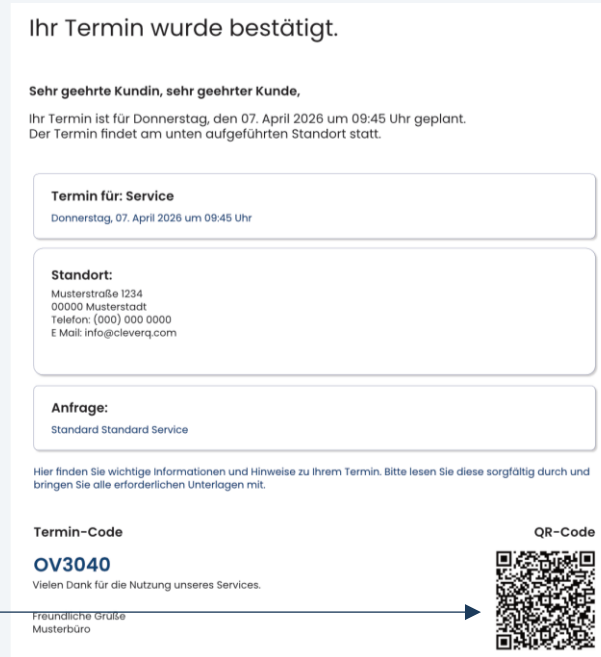 Ihr Termin wurde bestätigt.
Sehr geehrte Kundin, sehr geehrter Kunde,
Ihr Termin ist für Donnerstag, den 07. April 2026 um 09:45 Uhr geplant.
Der Termin findet am unten aufgeführten Standort statt.
Termin für: Service
Donnerstag, 07. April 2026 um 09:45 Uhr
Standort:
Musterstraße 1234
00000 Musterstadt
Telefon: (000) 000 0000
E Mail: info@cleverq.com
Anfrage:
Standard Standard Service
Hier finden Sie wichtige Informationen und Hinweise zu Ihrem Termin. Bitte lesen Sie diese sorgfältig durch und
bringen Sie alle erforderlichen Unterlagen mit.
Termin-Code
QR-Code
OV3040
Vielen Dank für die Nutzung unseres Services.
Freundliche Grüße
Musterbüro